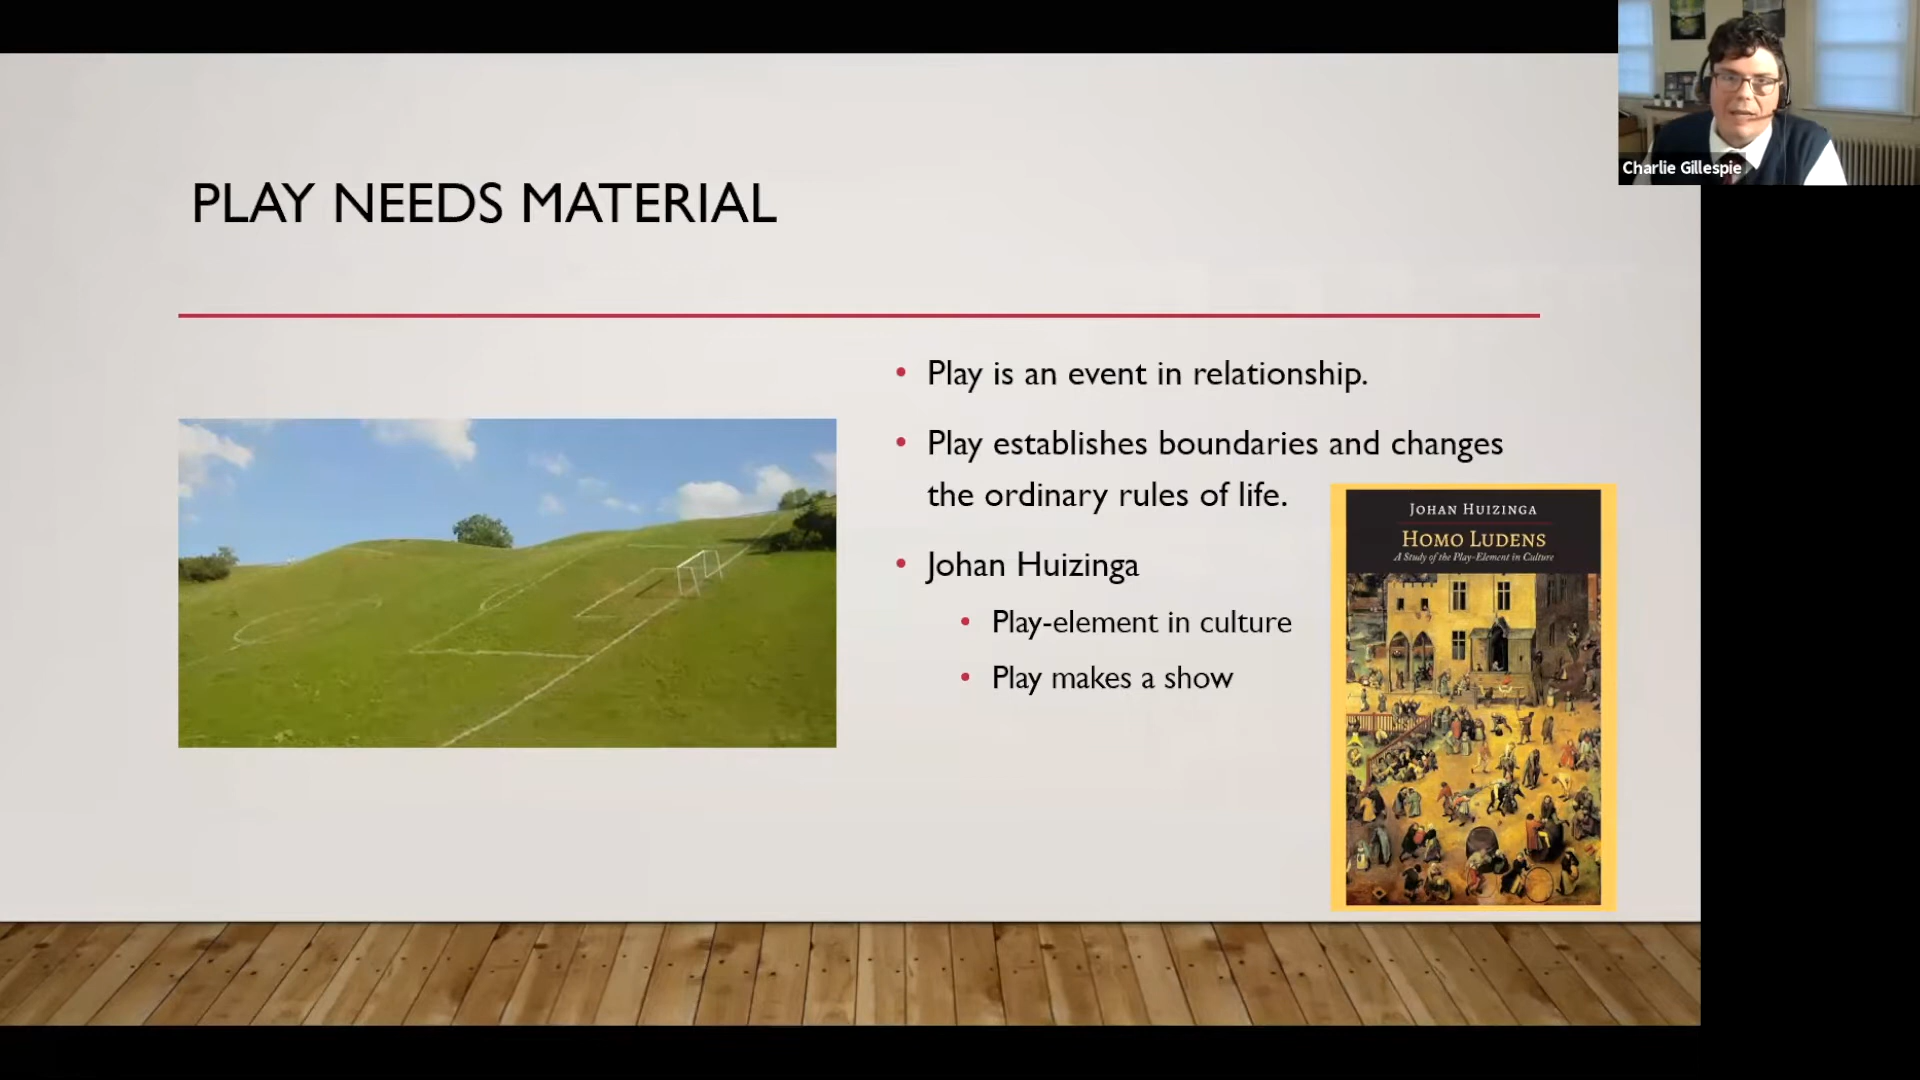 Charlie Gillespie
PLAY NEEDS MATERIAL
Play is an event in relationship.
Play establishes boundaries and changes
the ordinary rules of life.
Johan Huizinga
Play-element in culture
Play makes a show
JOHAN HUIZINGA
HOMO LUDENS
A Study of the Play-Element in Culture